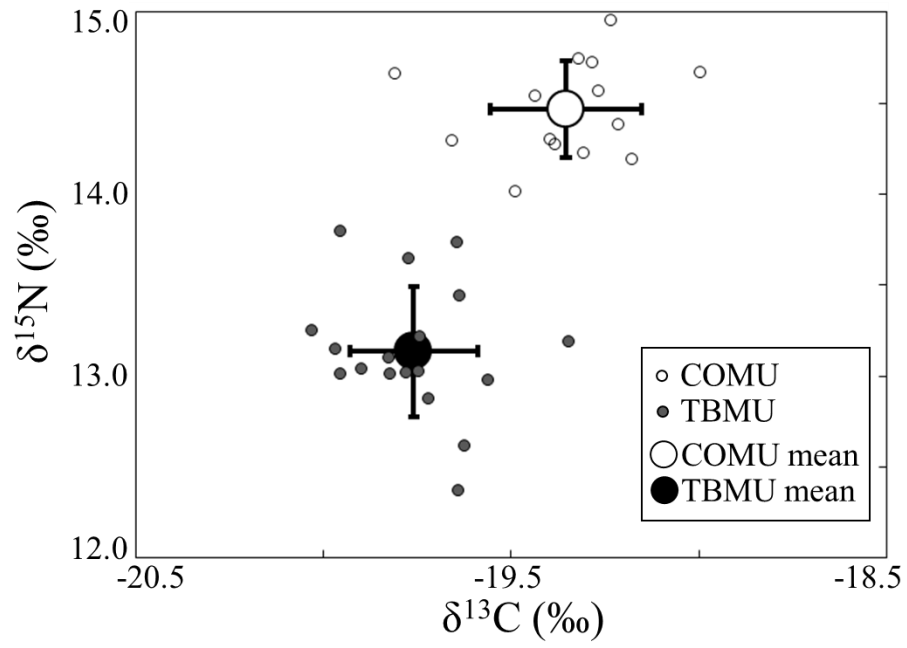 15.0
14.0
13.0
12.0
δ15N (‰)
-20.5
-19.5
-18.5
δ13C (‰)
COMU
TBMU
COMU mean
TBMU mean